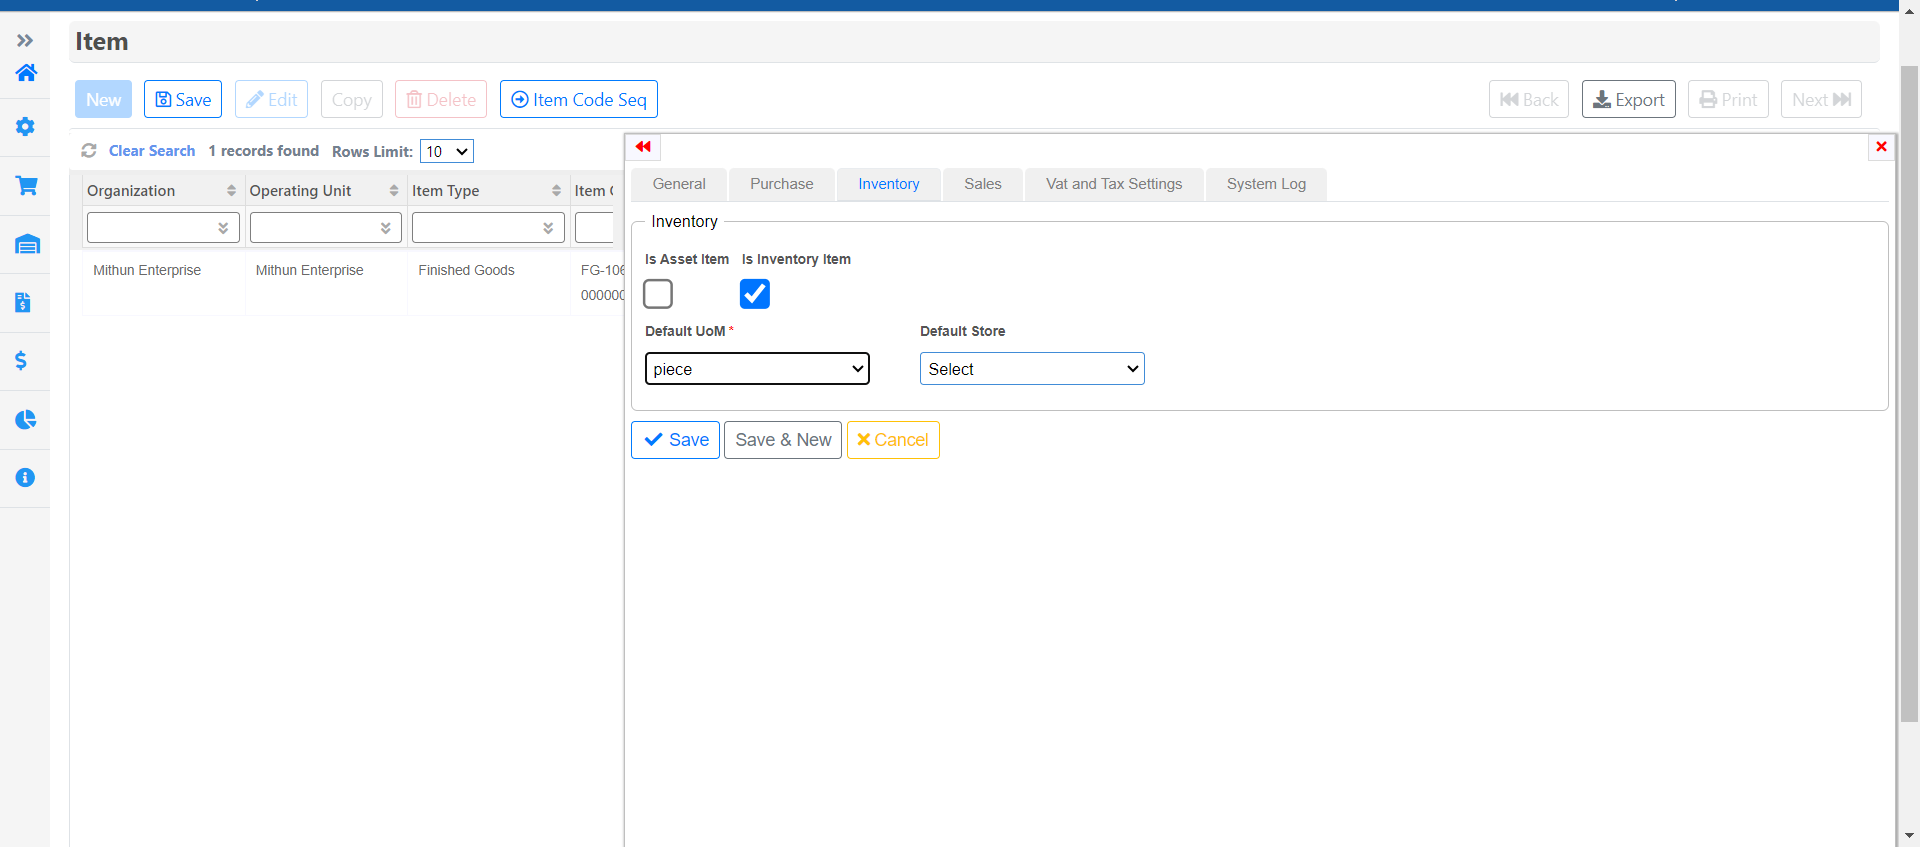 Item
New Save Edit Copy Delete Item Code Seq Back Export Print Next
Clear Search 1 records found Rows Limit: 10
General Purchase Inventory Sales Vat and Tax Settings System Log
Organization Operating Unit Item Type Item
Mithun Enterprise Mithun Enterprise Finished Goods FG-106
000000
Inventory
Is Asset Item Is Inventory Item
Default UoM * Default Store
piece Select
Save Save & New Cancel